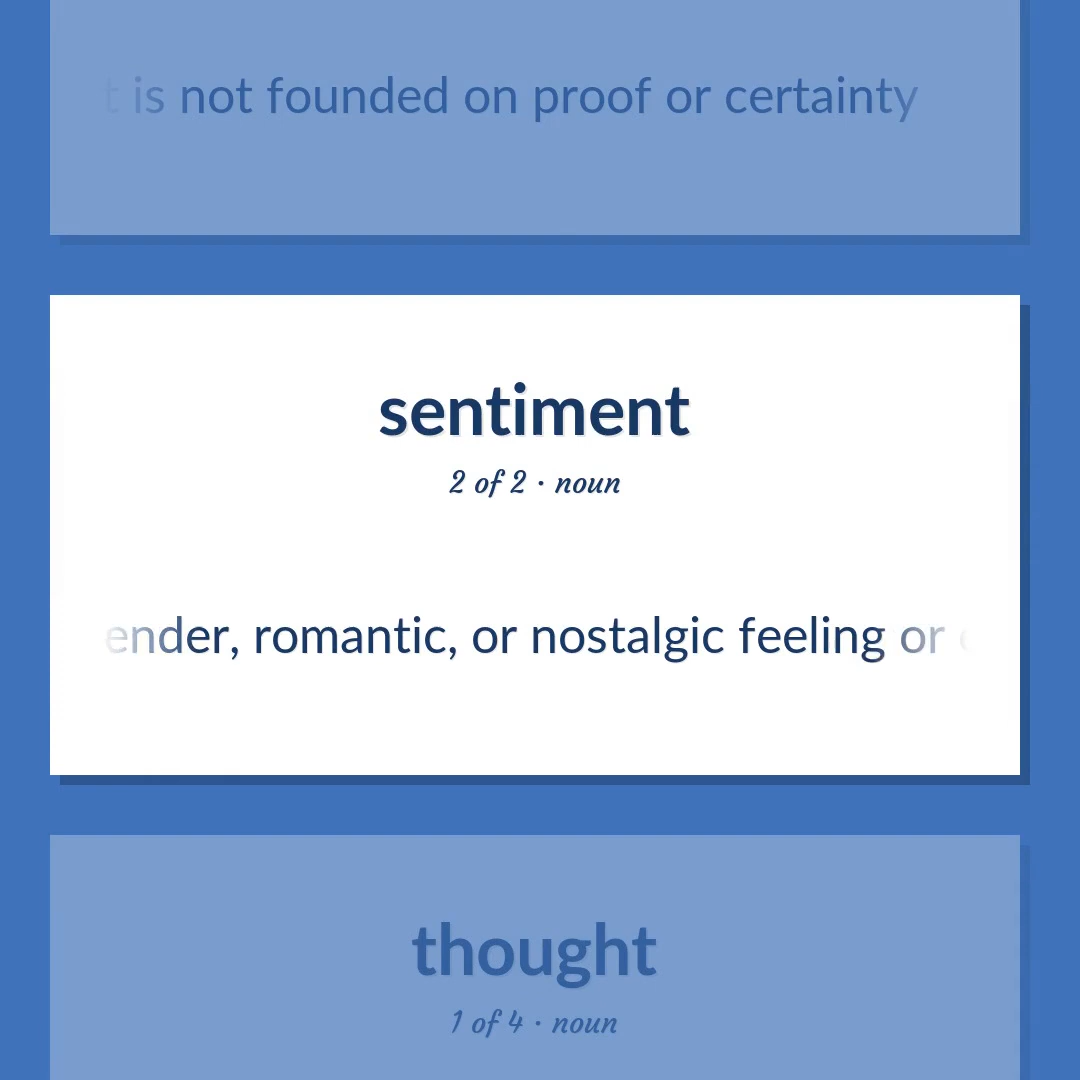 is not founded on proof or certainty
sentiment
2 of 2 · noun
ender, romantic, or nostalgic feeling or
thought
1 of 4 · noun